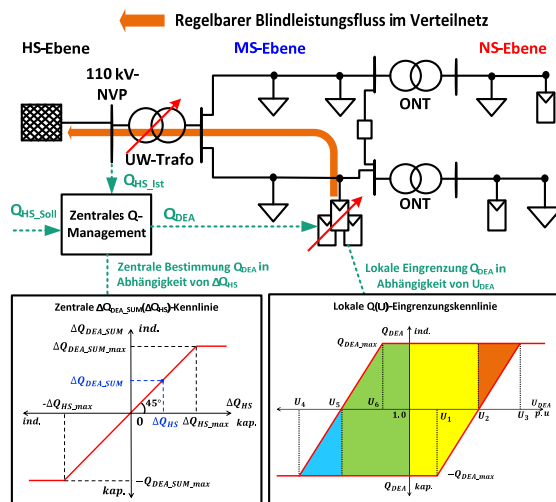 Regelbarer Blindleistungsfluss im Verteilnetz
HS-Ebene
MS-Ebene
NS-Ebene
110 kV-
NVP
UW-Trafo
ONT
ONT
Q_HS_Ist
Q_HS_Soll
Zentrales Q-
Management
Q_DEA
Zentrale Bestimmung Q_DEA in
Abhängigkeit von ΔQ_HS
Lokale Eingrenzung Q_DEA in
Abhängigkeit von U_DEA
Zentrale ΔQ_DEA_SUM(ΔQ_HS)-Kennlinie
ΔQ_DEA_SUM ind.
ΔQ_DEA_SUM_max
ΔQ_DEA_SUM
-ΔQ_HS_max
45°
ΔQ_HS
ind.
0
ΔQ_HS
ΔQ_HS_max
kap.
−Q_DEA_SUM_max
kap.
Lokale Q(U)-Eingrenzungskennlinie
Q_DEA ind.
Q_DEA_max
U_4
U_5
U_6
1.0
U_1
U_2
U_3
U_DEA
p.u
−Q_DEA_max
Q_DEA kap.